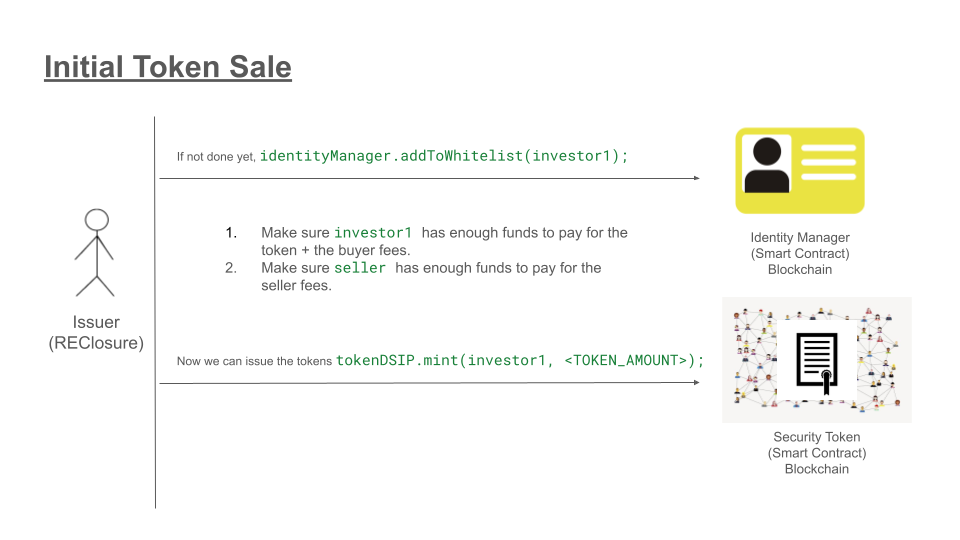 Initial Token Sale
If not done yet, identityManager.addToWhitelist(investor1);
1. Make sure investor1 has enough funds to pay for the
token + the buyer fees.
2. Make sure seller has enough funds to pay for the
seller fees.
Identity Manager
(Smart Contract)
Blockchain
Issuer
(REClosure)
Now we can issue the tokens tokenDSIP.mint(investor1, <TOKEN_AMOUNT>);
Security Token
(Smart Contract)
Blockchain